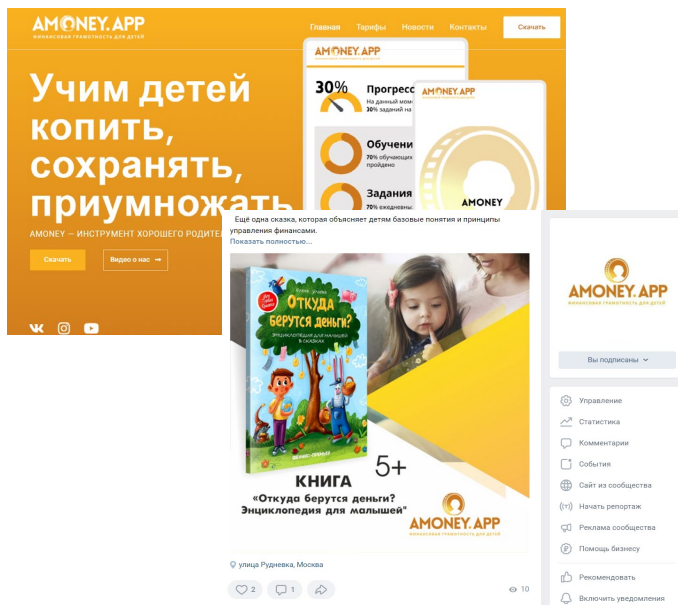 AMONEY.APP
ФИНАНСОВАЯ ГРАМОТНОСТЬ ДЛЯ ДЕТЕЙ
Главная Тарифы Новости Контакты Скачать
Учим детей
копить,
сохранять,
приумножать
AMONEY — ИНСТРУМЕНТ ХОРОШЕГО РОДИТЕЛ
Скачать Видео о нас →
AMONEY.APP
30% Прогресс
На данный мом
30% заданий на
Обучени
70% обучающих
пройдено
Задания
70% ежедневны
AMONEY.APP
AMONEY
Ещё одна сказка, которая объясняет детям базовые понятия и принципы
управления финансами.
Показать полностью...
ОТКУДА
БЕРУТСЯ ДЕНЬГИ?
ЭНЦИКЛОПЕДИЯ ДЛЯ МАЛЫШЕЙ
В СКАЗКАХ
5+
КНИГА
«Откуда берутся деньги?
Энциклопедия для малышей"
AMONEY.APP
ФИНАНСОВАЯ ГРАМОТНОСТЬ ДЛЯ ДЕТЕЙ
улица Рудневка, Москва
2 1 10
AMONEY.APP
ФИНАНСОВАЯ ГРАМОТНОСТЬ ДЛЯ ДЕТЕЙ
Вы подписаны
Управление
Статистика
Комментарии
События
Сайт из сообщества
Начать репортаж
Реклама сообщества
Помощь бизнесу
Рекомендовать
Включить уведомления